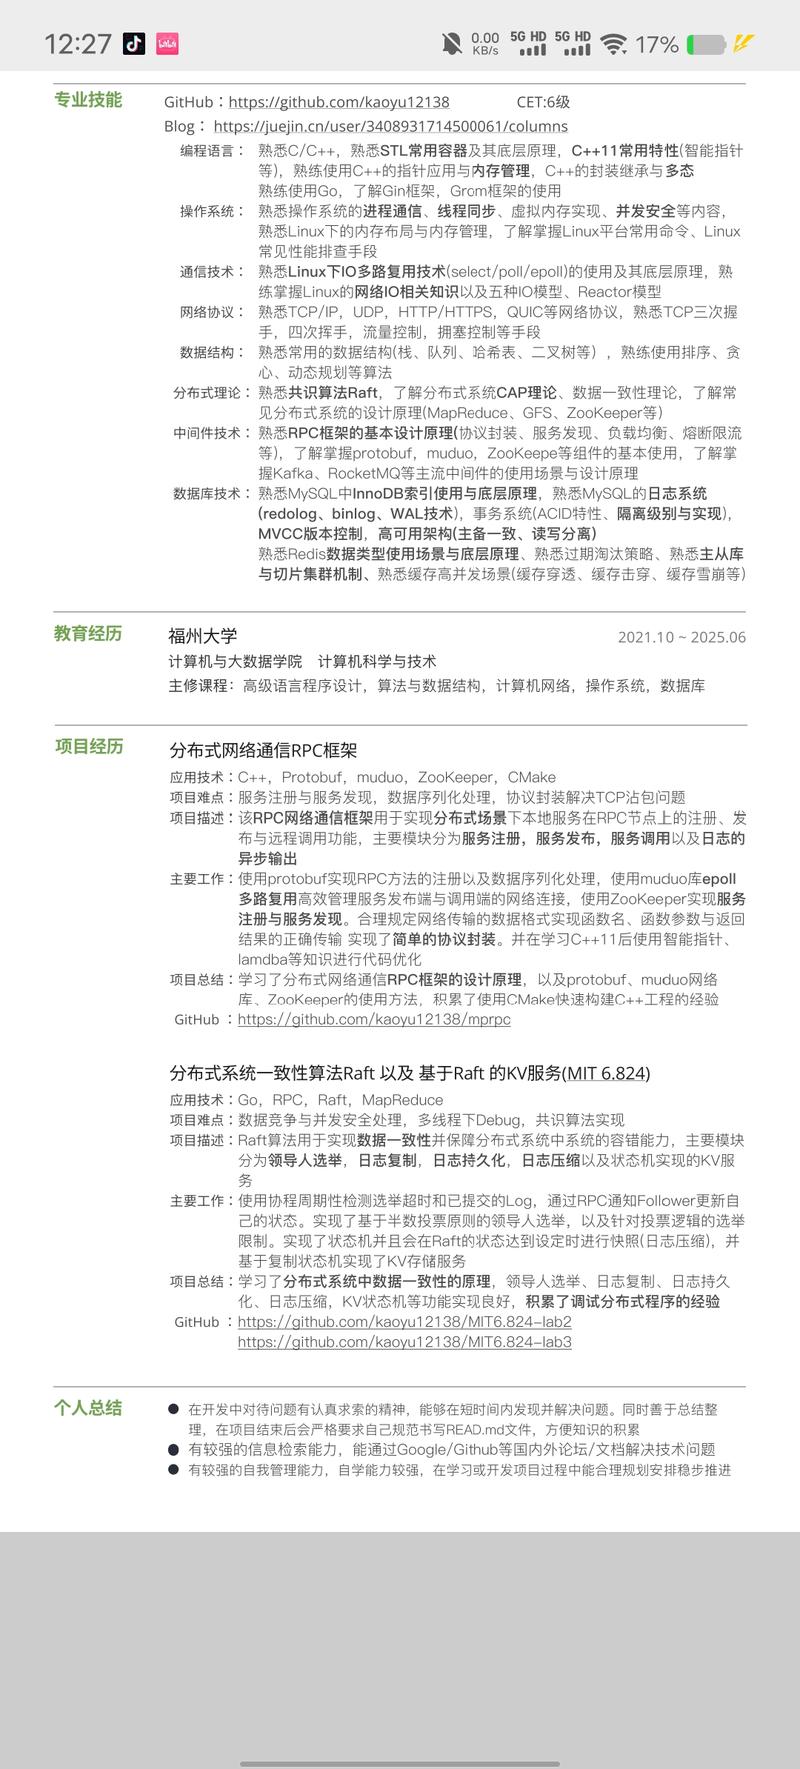 12:27
0.00 KB/s 5G HD 5G HD 17%
专业技能
GitHub：https://github.com/kaoyu12138 CET:6级
Blog： https://juejin.cn/user/3408931714500061/columns
编程语言： 熟悉C/C++，熟悉STL常用容器及其底层原理，C++11常用特性(智能指针
等)，熟练使用C++的指针应用与内存管理，C++的封装继承与多态
熟练使用Go，了解Gin框架，Grom框架的使用
操作系统： 熟悉操作系统的进程通信、线程同步、虚拟内存实现、并发安全等内容，
熟悉Linux下的内存布局与内存管理，了解掌握Linux平台常用命令、Linux
常见性能排查手段
通信技术： 熟悉Linux下IO多路复用技术(select/poll/epoll)的使用及其底层原理，熟
练掌握Linux的网络IO相关知识以及五种IO模型、Reactor模型
网络协议： 熟悉TCP/IP，UDP，HTTP/HTTPS，QUIC等网络协议，熟悉TCP三次握
手，四次挥手，流量控制，拥塞控制等手段
数据结构： 熟悉常用的数据结构(栈、队列、哈希表、二叉树等），熟练使用排序、贪
心、动态规划等算法
分布式理论： 熟悉共识算法Raft，了解分布式系统CAP理论、数据一致性理论，了解常
见分布式系统的设计原理(MapReduce、GFS、ZooKeeper等)
中间件技术： 熟悉RPC框架的基本设计原理(协议封装、服务发现、负载均衡、熔断限流
等)，了解掌握protobuf，muduo，ZooKeepe等组件的基本使用，了解掌
握Kafka、RocketMQ等主流中间件的使用场景与设计原理
数据库技术： 熟悉MySQL中InnoDB索引使用与底层原理，熟悉MySQL的日志系统
(redolog、binlog、WAL技术)，事务系统(ACID特性、隔离级别与实现)，
MVCC版本控制，高可用架构(主备一致、读写分离)
熟悉Redis数据类型使用场景与底层原理、熟悉过期淘汰策略、熟悉主从库
与切片集群机制、熟悉缓存高并发场景(缓存穿透、缓存击穿、缓存雪崩等)
教育经历
福州大学 2021.10 ~ 2025.06
计算机与大数据学院 计算机科学与技术
主修课程：高级语言程序设计，算法与数据结构，计算机网络，操作系统，数据库
项目经历
分布式网络通信RPC框架
应用技术：C++，Protobuf，muduo，ZooKeeper，CMake
项目难点：服务注册与服务发现，数据序列化处理，协议封装解决TCP沾包问题
项目描述：该RPC网络通信框架用于实现分布式场景下本地服务在RPC节点上的注册、发
布与远程调用功能，主要模块分为服务注册，服务发布，服务调用以及日志的
异步输出
主要工作：使用protobuf实现RPC方法的注册以及数据序列化处理，使用muduo库epoll
多路复用高效管理服务发布端与调用端的网络连接，使用ZooKeeper实现服务
注册与服务发现。合理规定网络传输的数据格式实现函数名、函数参数与返回
结果的正确传输 实现了简单的协议封装。并在学习C++11后使用智能指针、
lamdba等知识进行代码优化
项目总结：学习了分布式网络通信RPC框架的设计原理，以及protobuf、muduo网络
库、ZooKeeper的使用方法，积累了使用CMake快速构建C++工程的经验
GitHub ：https://github.com/kaoyu12138/mprpc
分布式系统一致性算法Raft 以及 基于Raft 的KV服务(MIT 6.824)
应用技术：Go，RPC，Raft，MapReduce
项目难点：数据竞争与并发安全处理，多线程下Debug，共识算法实现
项目描述：Raft算法用于实现数据一致性并保障分布式系统中系统的容错能力，主要模块
分为领导人选举，日志复制，日志持久化，日志压缩以及状态机实现的KV服
务
主要工作：使用协程周期性检测选举超时和已提交的Log，通过RPC通知Follower更新自
己的状态。实现了基于半数投票原则的领导人选举，以及针对投票逻辑的选举
限制。实现了状态机并且会在Raft的状态达到设定时进行快照(日志压缩)，并
基于复制状态机实现了KV存储服务
项目总结：学习了分布式系统中数据一致性的原理，领导人选举、日志复制、日志持久
化、日志压缩，KV状态机等功能实现良好，积累了调试分布式程序的经验
GitHub ：https://github.com/kaoyu12138/MIT6.824-lab2
https://github.com/kaoyu12138/MIT6.824-lab3
个人总结
● 在开发中对待问题有认真求索的精神，能够在短时间内发现并解决问题。同时善于总结整
理，在项目结束后会严格要求自己规范书写READ.md文件，方便知识的积累
● 有较强的信息检索能力，能通过Google/Github等国内外论坛/文档解决技术问题
● 有较强的自我管理能力，自学能力较强，在学习或开发项目过程中能合理规划安排稳步推进